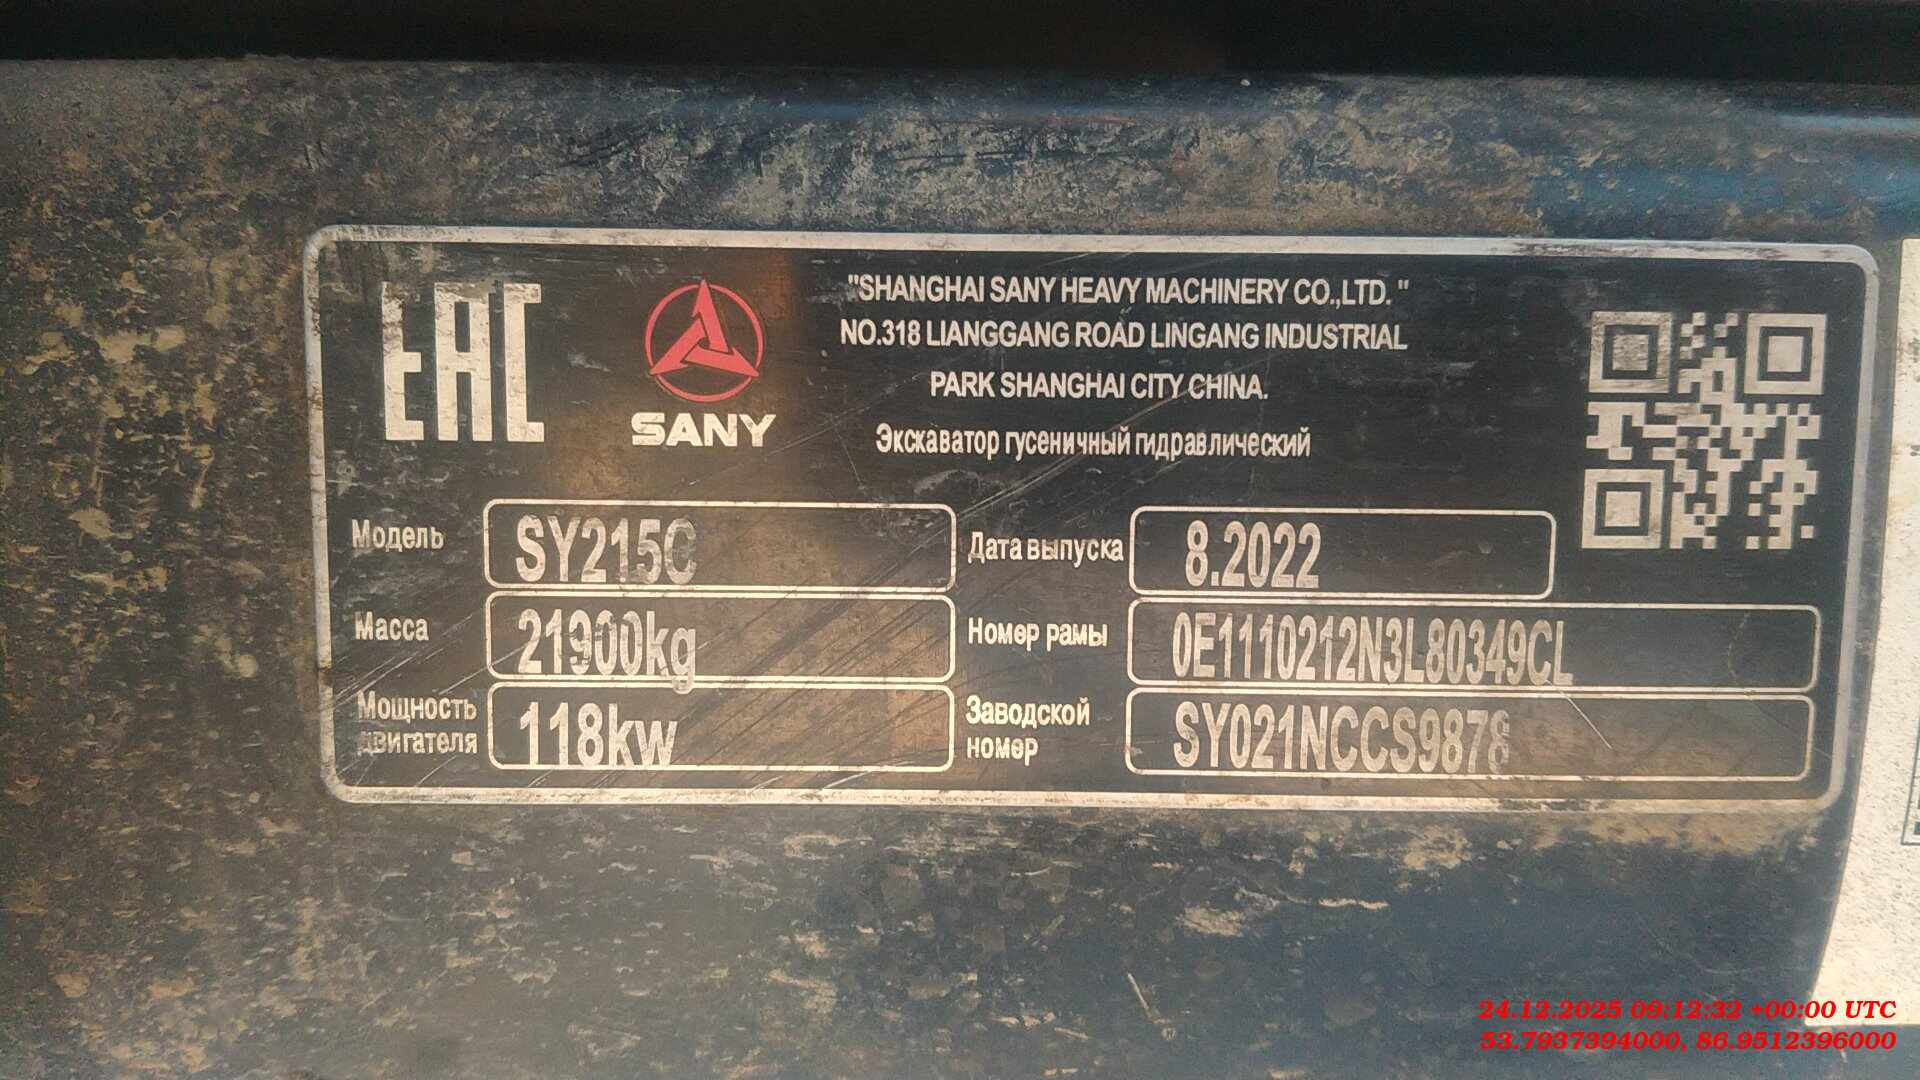 EAC
SANY
"SHANGHAI SANY HEAVY MACHINERY CO.,LTD. "
NO.318 LIANGGANG ROAD LINGANG INDUSTRIAL
PARK SHANGHAI CITY CHINA.
Экскаватор гусеничный гидравлический
Модель SY215C
Дата выпуска 8.2022
Масса 21900kg
Номер рамы 0E1110212N3L80349CL
Мощность
двигателя 118kw
Заводской
номер SY021NCCS9878
24.12.2025 09:12:32 +00:00 UTC
53.7937394000, 86.9512396000